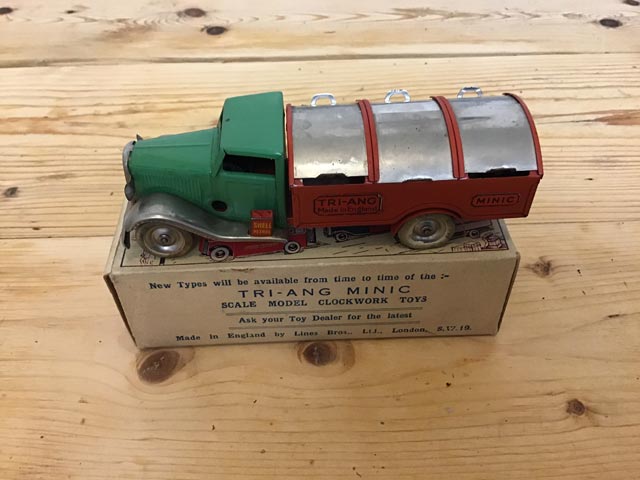 TRI-ANG
Made in England
MINIC
SHELL
New Types will be available from time to time of the :-
TRI-ANG MINIC
SCALE MODEL CLOCKWORK TOYS
Ask your Toy Dealer for the latest
Made in England by Lines Bros., Ltd., London, S.W.19.